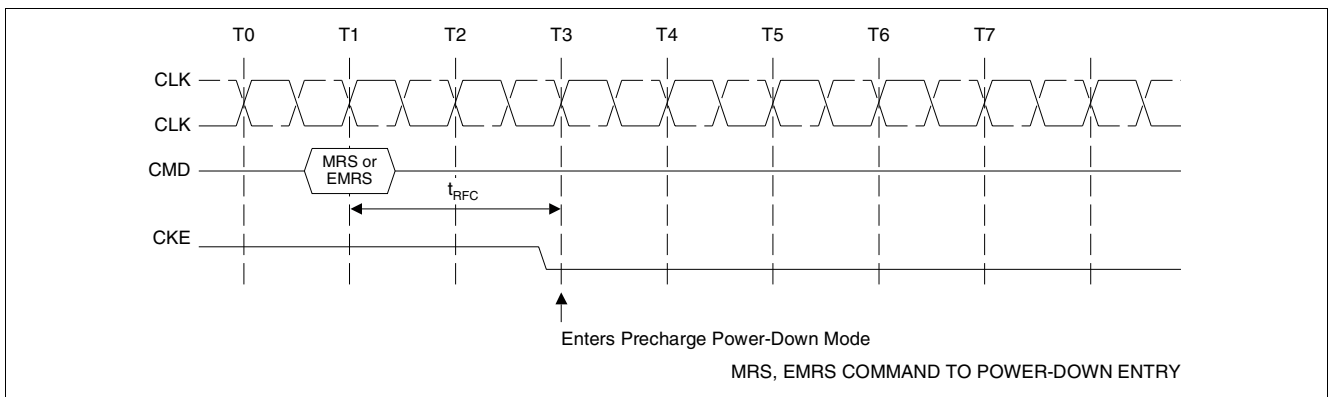 T0 T1 T2 T3 T4 T5 T6 T7
CLK
CLK
CMD
MRS or
EMRS
tRFC
CKE
Enters Precharge Power-Down Mode
MRS, EMRS COMMAND TO POWER-DOWN ENTRY